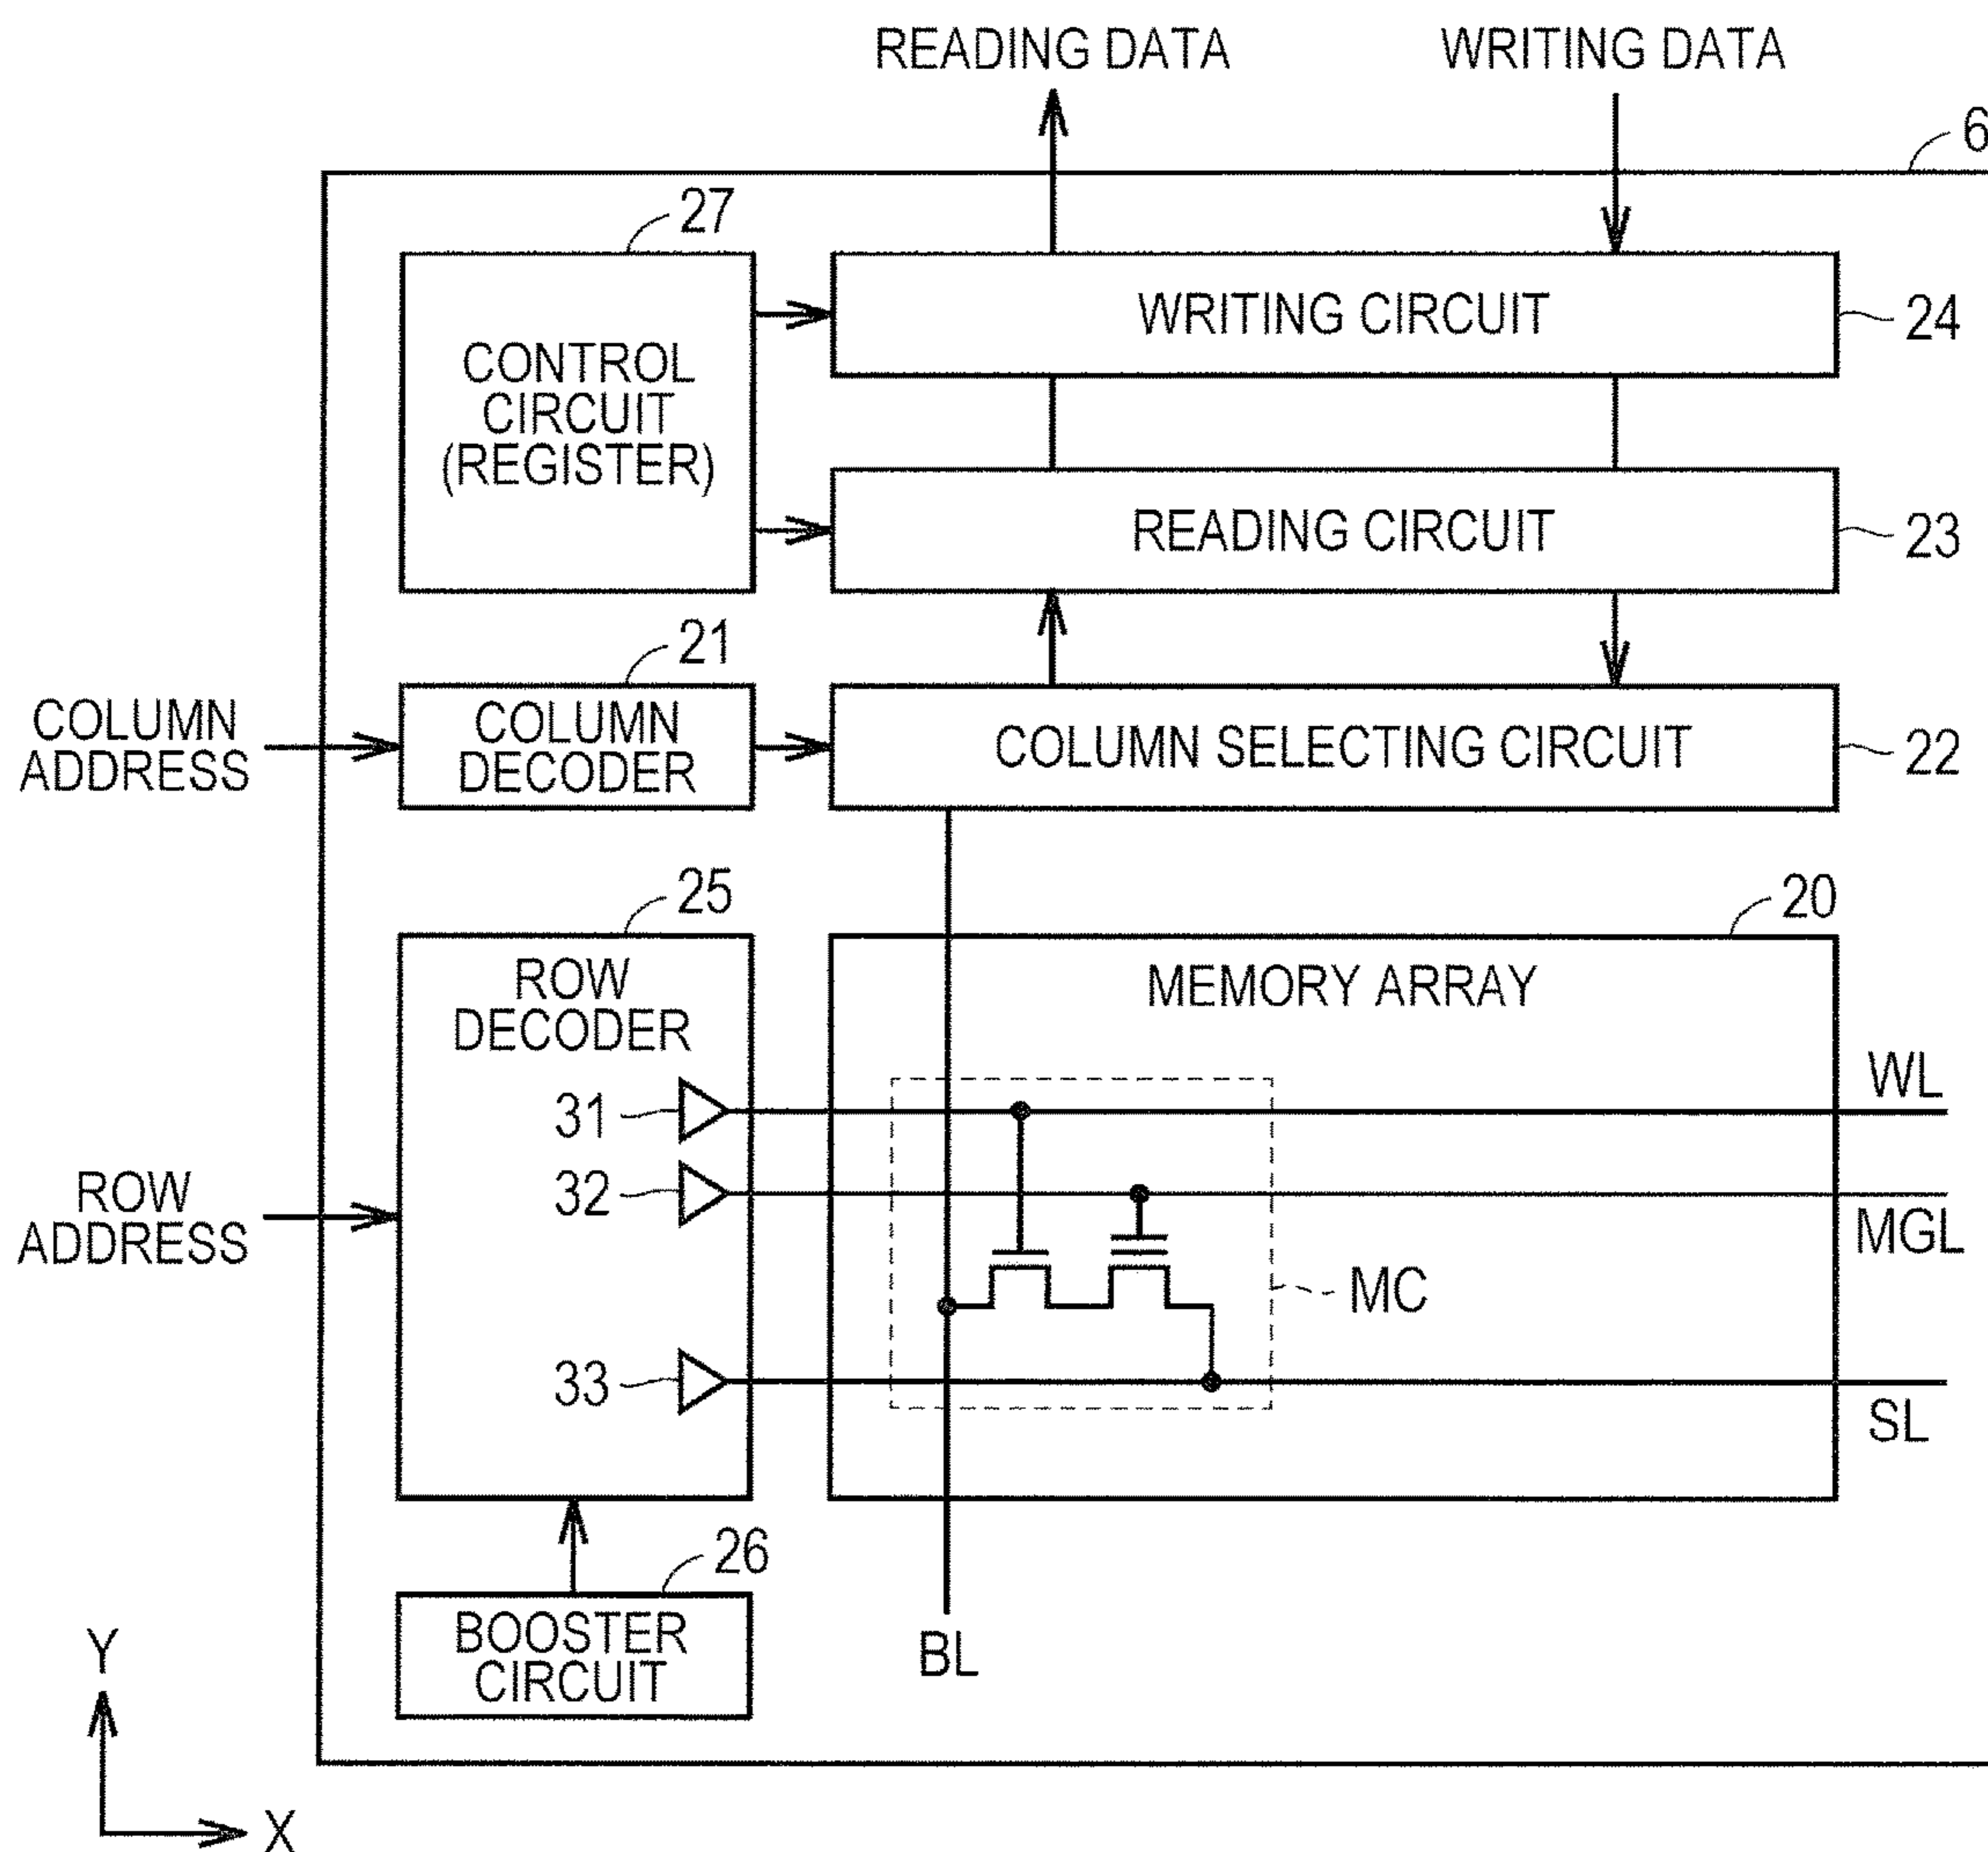 READING DATA
WRITING DATA
6
27
CONTROL
CIRCUIT
(REGISTER)
WRITING CIRCUIT
24
READING CIRCUIT
23
COLUMN
ADDRESS
21
COLUMN
DECODER
COLUMN SELECTING CIRCUIT
22
25
ROW
DECODER
20
MEMORY ARRAY
31
WL
ROW
ADDRESS
32
MGL
MC
33
SL
26
BOOSTER
CIRCUIT
BL
Y
X